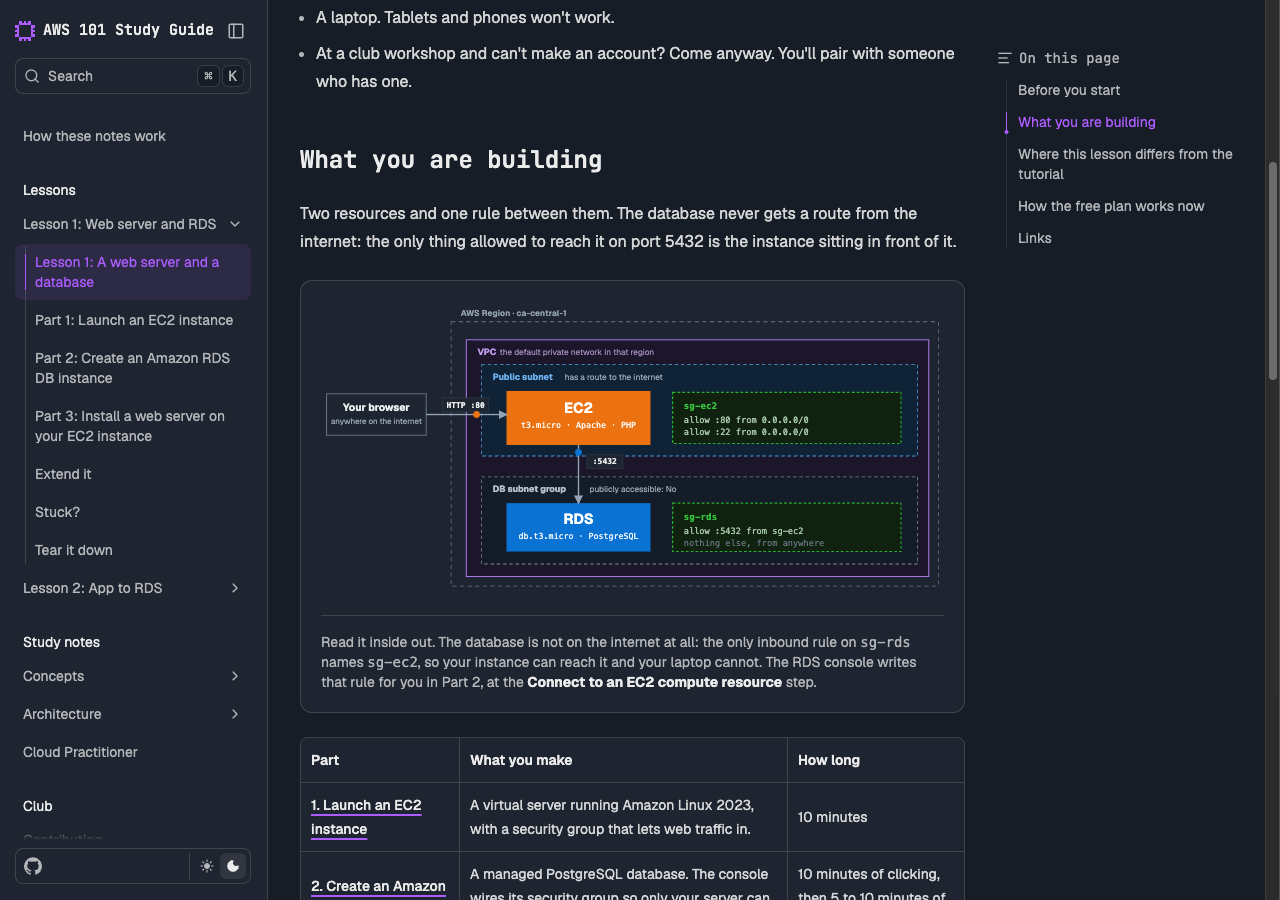 AWS 101 Study Guide
Search
⌘ K
How these notes work
Lessons
Lesson 1: Web server and RDS
Lesson 1: A web server and a
database
Part 1: Launch an EC2 instance
Part 2: Create an Amazon RDS
DB instance
Part 3: Install a web server on
your EC2 instance
Extend it
Stuck?
Tear it down
Lesson 2: App to RDS
Study notes
Concepts
Architecture
Cloud Practitioner
Club
Contributing
A laptop. Tablets and phones won't work.
At a club workshop and can't make an account? Come anyway. You'll pair with someone
who has one.
What you are building
Two resources and one rule between them. The database never gets a route from the
internet: the only thing allowed to reach it on port 5432 is the instance sitting in front of it.
AWS Region · ca-central-1
VPC the default private network in that region
Public subnet has a route to the internet
Your browser
anywhere on the internet
HTTP :80
EC2
t3.micro · Apache · PHP
sg-ec2
allow :80 from 0.0.0.0/0
allow :22 from 0.0.0.0/0
:5432
DB subnet group publicly accessible: No
RDS
db.t3.micro · PostgreSQL
sg-rds
allow :5432 from sg-ec2
nothing else, from anywhere
Read it inside out. The database is not on the internet at all: the only inbound rule on sg-rds
names sg-ec2, so your instance can reach it and your laptop cannot. The RDS console writes
that rule for you in Part 2, at the Connect to an EC2 compute resource step.
Part What you make How long
1. Launch an EC2
instance
A virtual server running Amazon Linux 2023,
with a security group that lets web traffic in.
10 minutes
2. Create an Amazon
A managed PostgreSQL database. The console
wires its security group so only your server can
10 minutes of clicking,
then 5 to 10 minutes of
On this page
Before you start
What you are building
Where this lesson differs from the
tutorial
How the free plan works now
Links